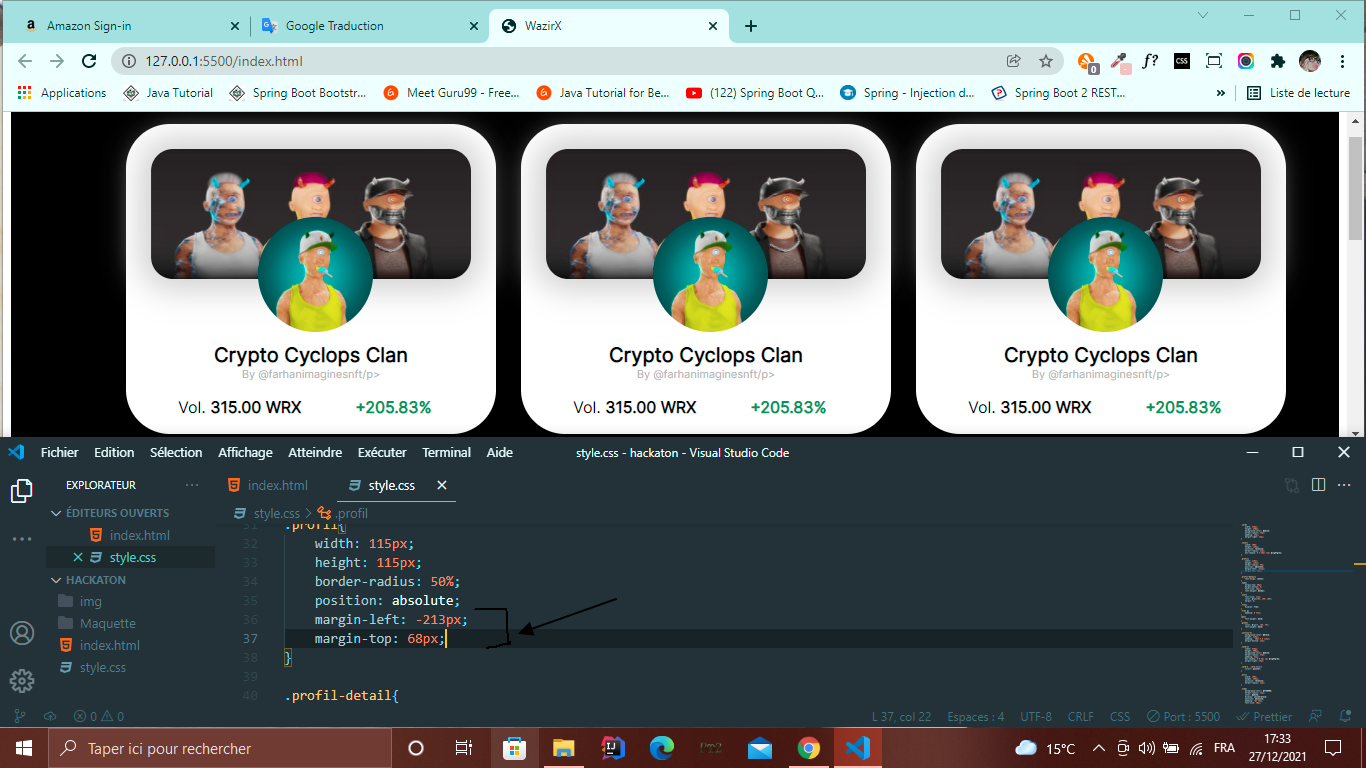 Amazon Sign-in
Google Traduction
WazirX
127.0.0.1:5500/index.html
0
f?
CSS
Applications
Java Tutorial
Spring Boot Bootstr...
Meet Guru99 - Free...
Java Tutorial for Be...
(122) Spring Boot Q...
Spring - Injection d...
Spring Boot 2 REST...
»
Liste de lecture
Crypto Cyclops Clan
By @farhanimaginesnft/p>
Vol. 315.00 WRX +205.83%
Crypto Cyclops Clan
By @farhanimaginesnft/p>
Vol. 315.00 WRX +205.83%
Crypto Cyclops Clan
By @farhanimaginesnft/p>
Vol. 315.00 WRX +205.83%
Fichier Edition Sélection Affichage Atteindre Exécuter Terminal Aide
style.css - hackaton - Visual Studio Code
EXPLORATEUR
ÉDITEURS OUVERTS
index.html
style.css
HACKATON
img
Maquette
index.html
style.css
index.html
style.css
style.css > .profil
31 .profil{
32 width: 115px;
33 height: 115px;
34 border-radius: 50%;
35 position: absolute;
36 margin-left: -213px;
37 margin-top: 68px;
38 }
39
40 .profil-detail{
0 0
L 37, col 22 Espaces : 4 UTF-8 CRLF CSS Port : 5500 Prettier
Taper ici pour rechercher
15°C
FRA
17:33
27/12/2021